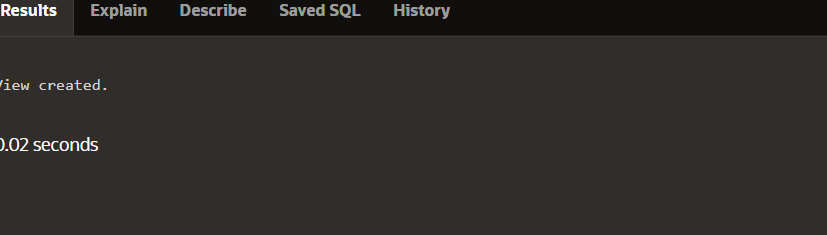 Results Explain Describe Saved SQL History
View created.
0.02 seconds